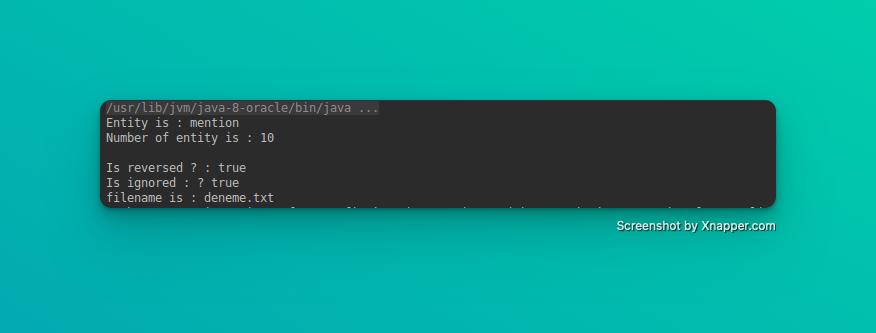 /usr/lib/jvm/java-8-oracle/bin/java ...
Entity is : mention
Number of entity is : 10
Is reversed ? : true
Is ignored : ? true
filename is : deneme.txt
Screenshot by Xnapper.com